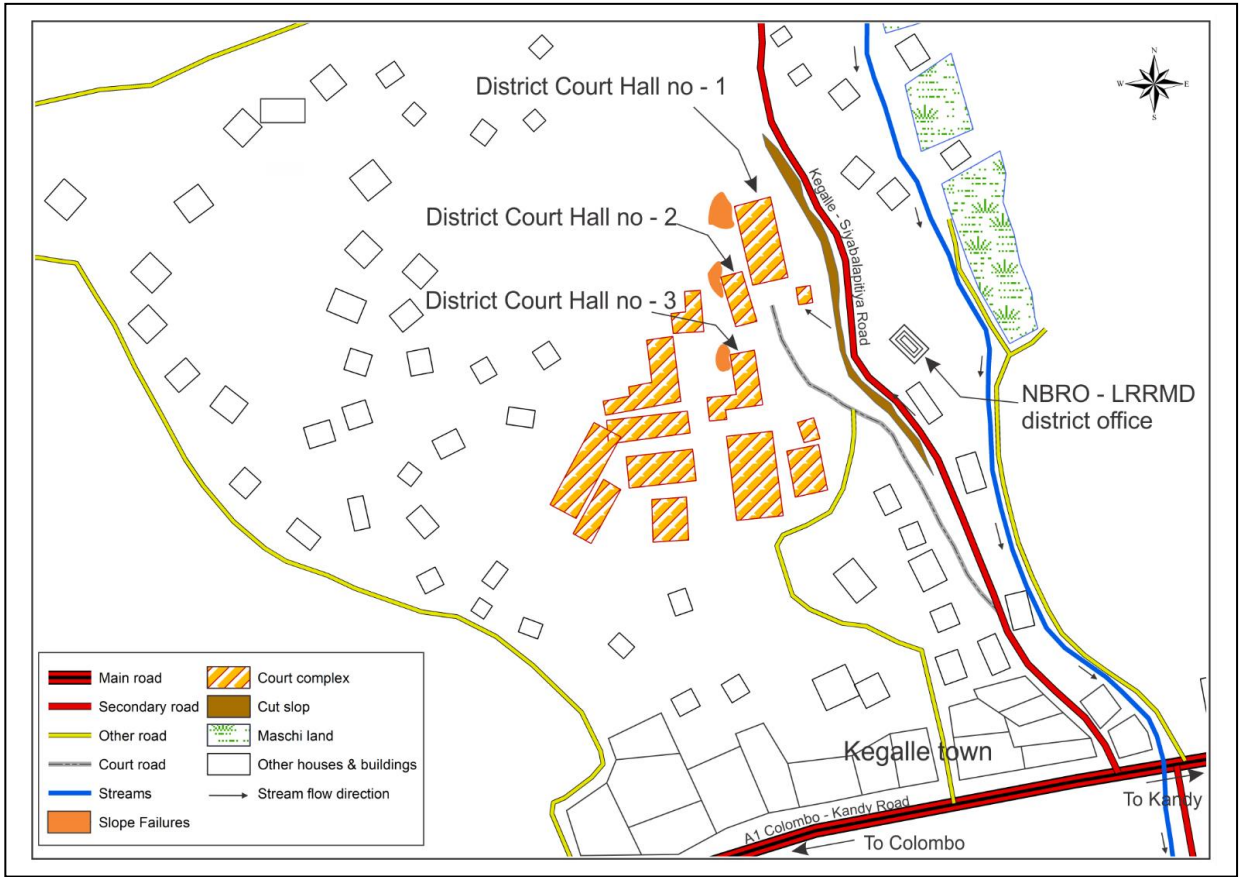 N
W
E
S
District Court Hall no - 1
District Court Hall no - 2
District Court Hall no - 3
Kegalle - Siyabalapitiya Road
NBRO - LRRMD
district office
Kegalle town
A1 Colombo - Kandy Road
To Kandy
To Colombo
Main road
Secondary road
Other road
Court road
Streams
Slope Failures
Court complex
Cut slop
Maschi land
Other houses & buildings
Stream flow direction